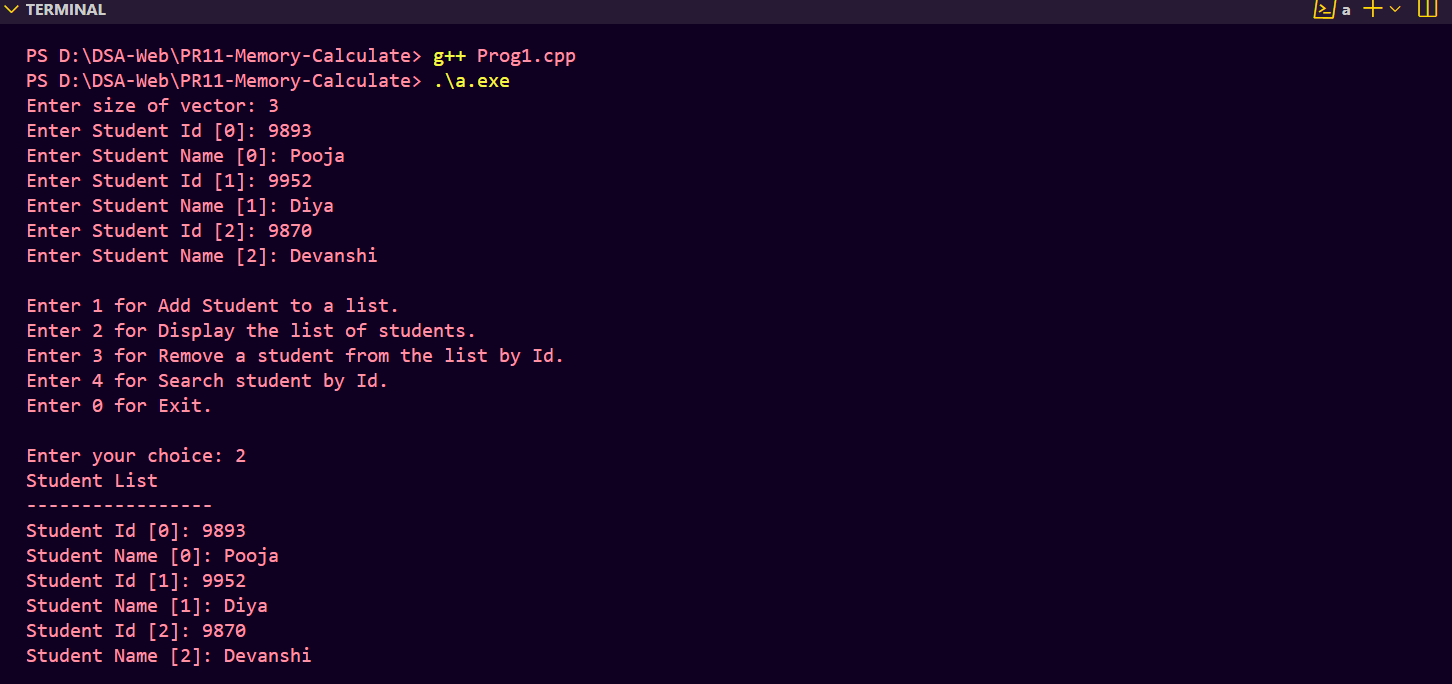 TERMINAL
a
PS D:\DSA-Web\PR11-Memory-Calculate> g++ Prog1.cpp
PS D:\DSA-Web\PR11-Memory-Calculate> .\a.exe
Enter size of vector: 3
Enter Student Id [0]: 9893
Enter Student Name [0]: Pooja
Enter Student Id [1]: 9952
Enter Student Name [1]: Diya
Enter Student Id [2]: 9870
Enter Student Name [2]: Devanshi

Enter 1 for Add Student to a list.
Enter 2 for Display the list of students.
Enter 3 for Remove a student from the list by Id.
Enter 4 for Search student by Id.
Enter 0 for Exit.

Enter your choice: 2
Student List
-----------------
Student Id [0]: 9893
Student Name [0]: Pooja
Student Id [1]: 9952
Student Name [1]: Diya
Student Id [2]: 9870
Student Name [2]: Devanshi